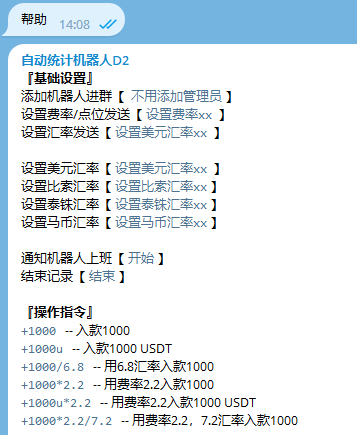 帮助
14:08
自动统计机器人D2
『基础设置』
添加机器人进群【 不用添加管理员 】
设置费率/点位发送【 设置费率xx 】
设置汇率发送【 设置美元汇率xx 】
设置美元汇率【 设置美元汇率xx 】
设置比索汇率【 设置比索汇率xx 】
设置泰铢汇率【 设置泰铢汇率xx 】
设置马币汇率【 设置马币汇率xx 】
通知机器人上班【 开始 】
结束记录【 结束 】
『操作指令』
+1000 -- 入款1000
+1000u -- 入款1000 USDT
+1000/6.8 -- 用6.8汇率入款1000
+1000*2.2 -- 用费率2.2入款1000
+1000u*2.2 -- 用费率2.2入款1000 USDT
+1000*2.2/7.2 -- 用费率2.2，7.2汇率入款1000